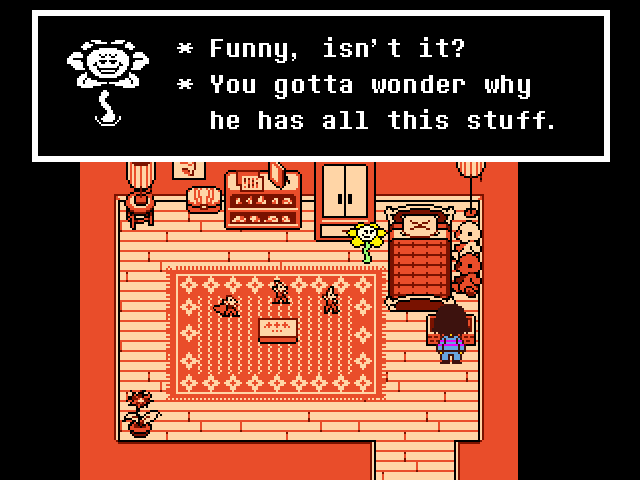 * Funny, isn't it?
* You gotta wonder why
he has all this stuff.